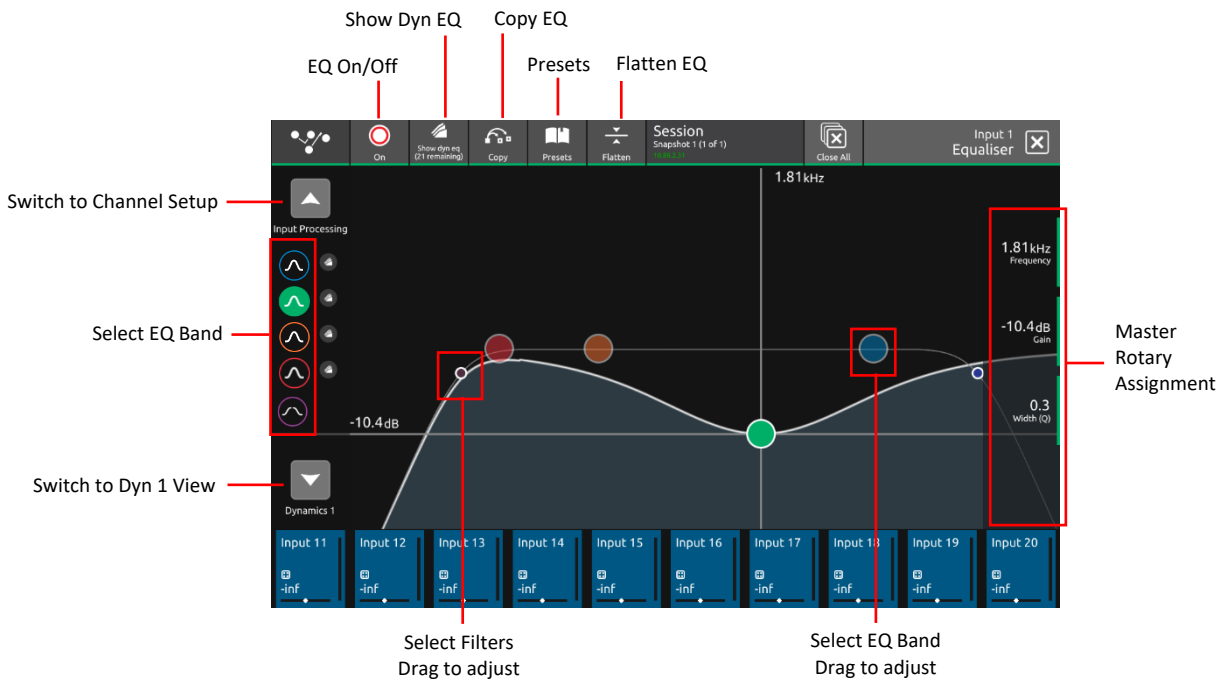 Show Dyn EQ
Copy EQ
EQ On/Off
Presets
Flatten EQ
On
Show dyn eq
(21 remaining)
Copy
Presets
Flatten
Session
Snapshot 1 (1 of 1)
Close All
Input 1
Equaliser
Switch to Channel Setup
Input Processing
1.81kHz
1.81kHz
Frequency
Select EQ Band
-10.4dB
Gain
Master
Rotary
Assignment
0.3
Width (Q)
-10.4dB
Switch to Dyn 1 View
Dynamics 1
Input 11
Input 12
Input 13
Input 14
Input 15
Input 16
Input 17
Input 18
Input 19
Input 20
-inf
-inf
-inf
-inf
-inf
-inf
-inf
-inf
-inf
-inf
Select Filters
Drag to adjust
Select EQ Band
Drag to adjust